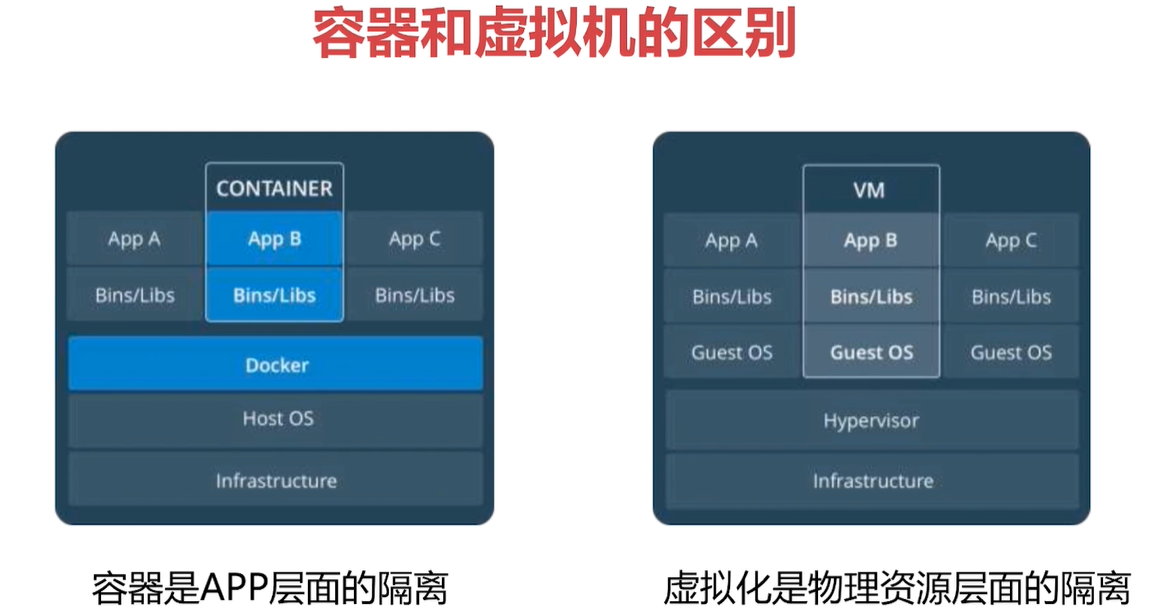 容器和虚拟机的区别
CONTAINER
App A App B App C
Bins/Libs Bins/Libs Bins/Libs
Docker
Host OS
Infrastructure
容器是APP层面的隔离
VM
App A App B App C
Bins/Libs Bins/Libs Bins/Libs
Guest OS Guest OS Guest OS
Hypervisor
Infrastructure
虚拟化是物理资源层面的隔离